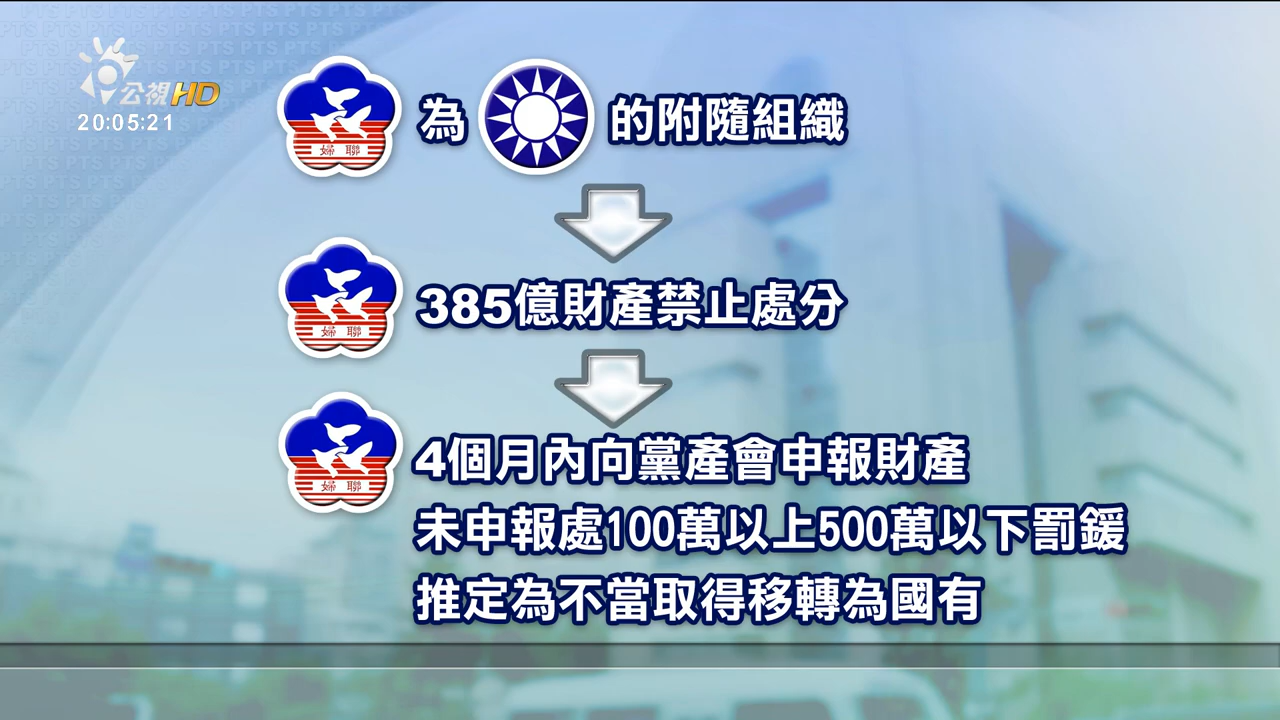 公視HD
20:05:21
婦聯 為 的附隨組織
婦聯 385億財產禁止處分
婦聯 4個月內向黨產會申報財產
未申報處100萬以上500萬以下罰鍰
推定為不當取得移轉為國有